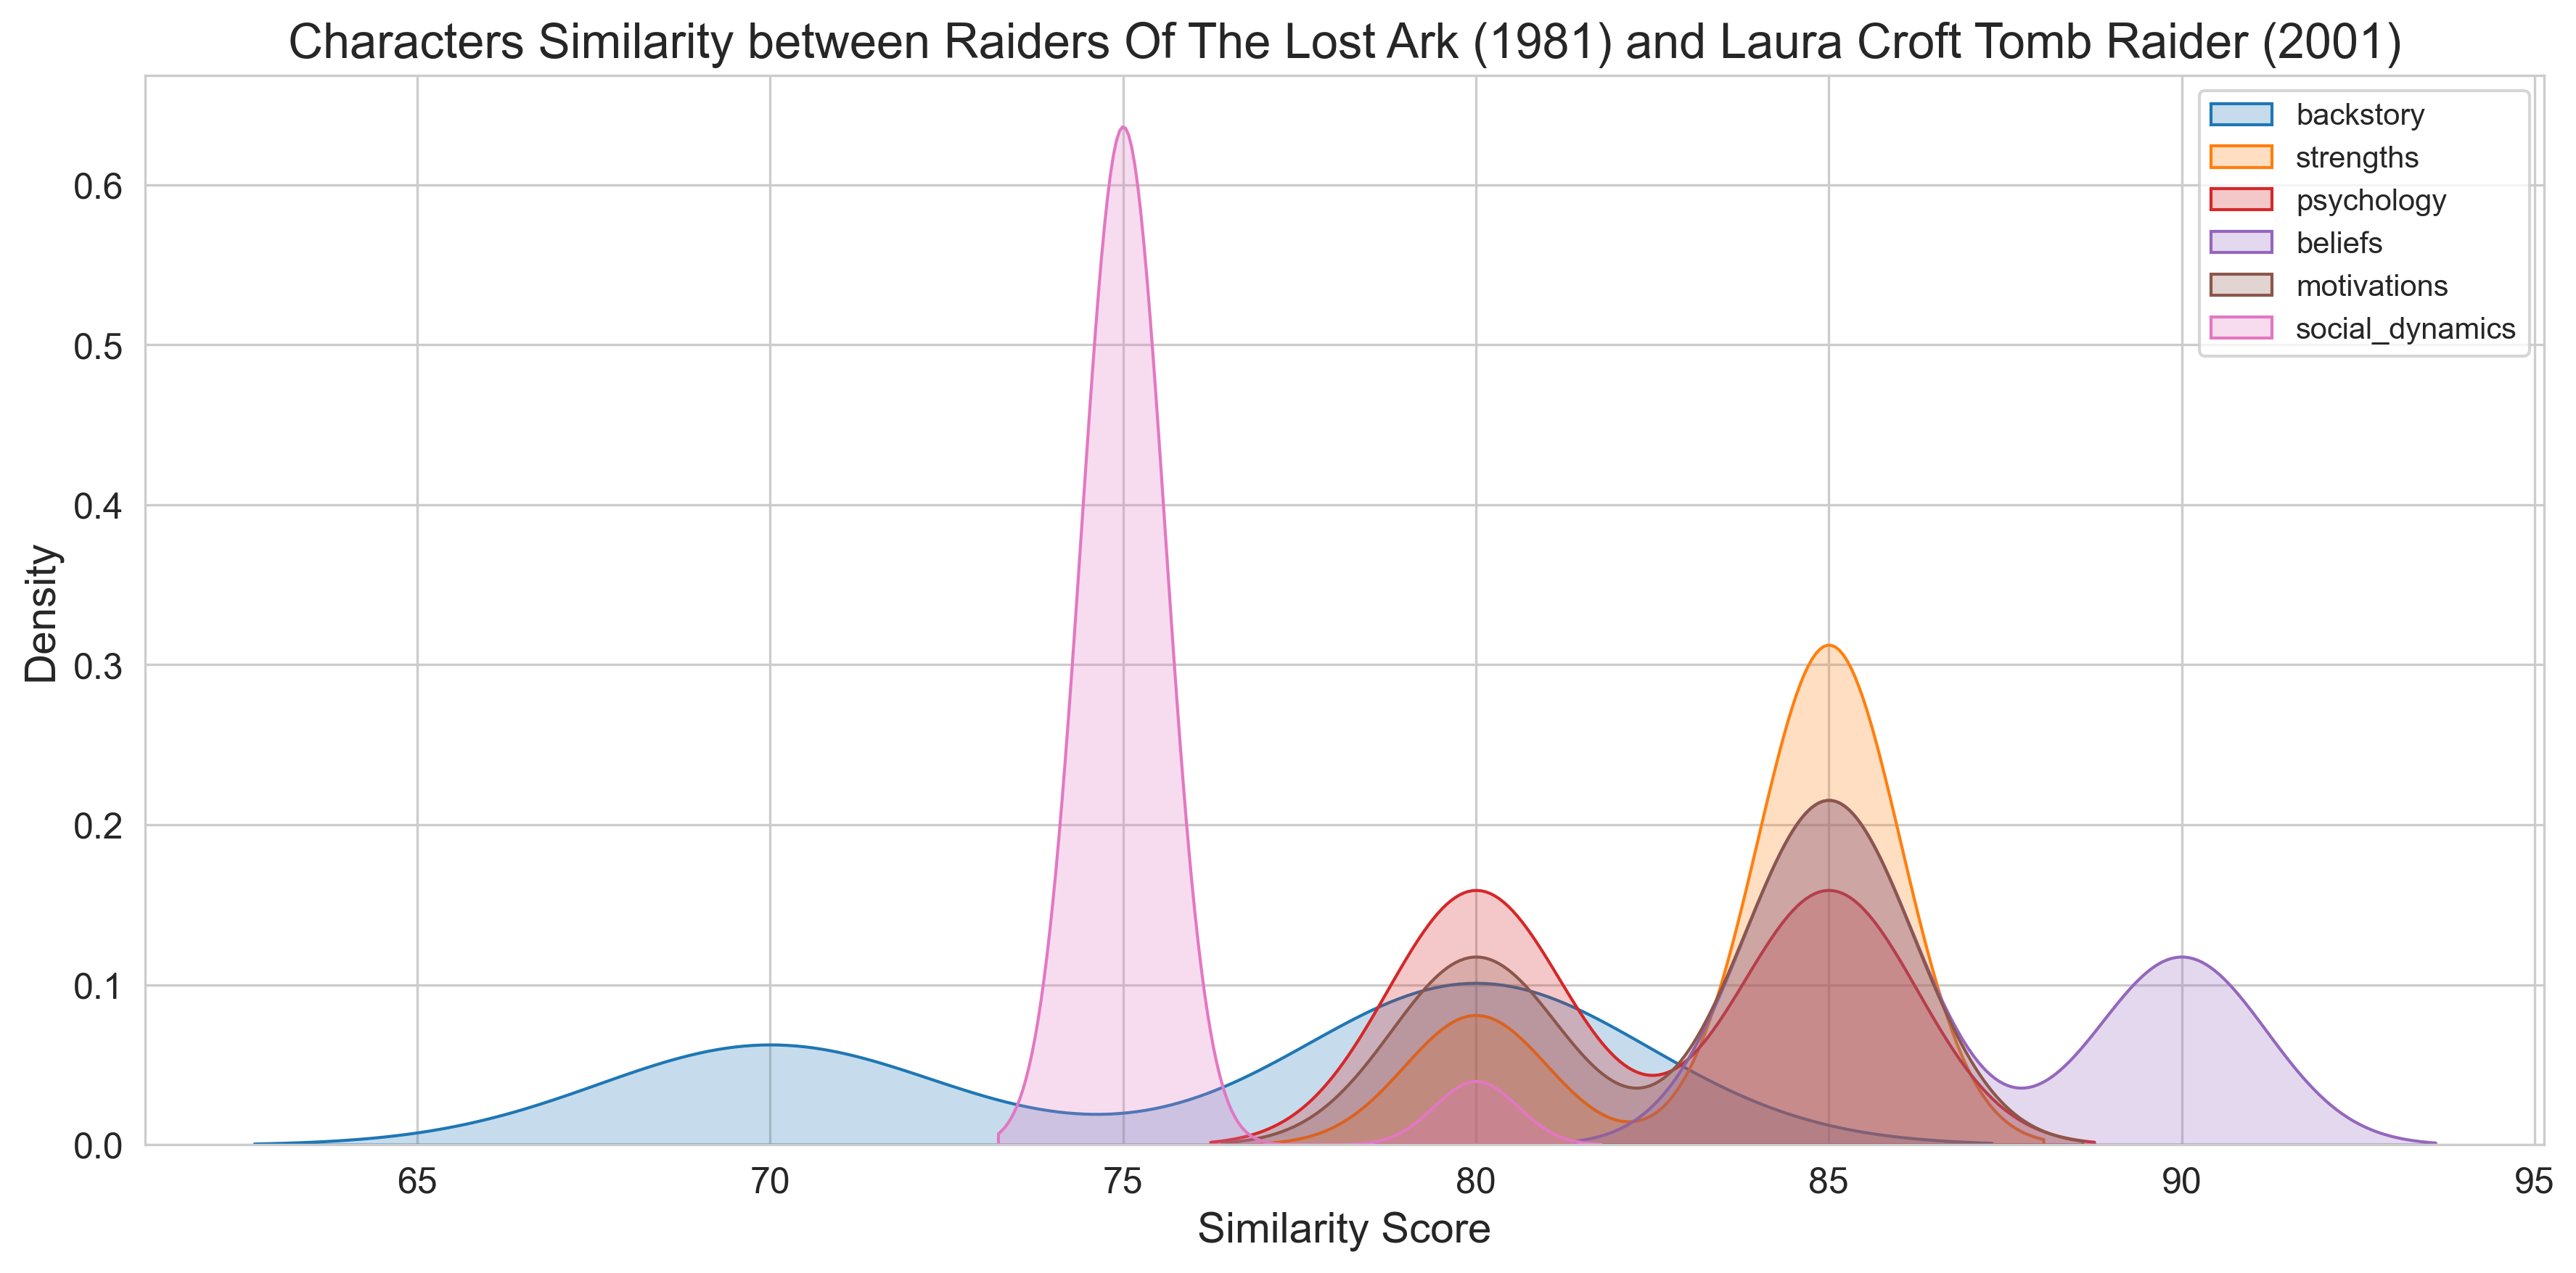 Characters Similarity between Raiders Of The Lost Ark (1981) and Laura Croft Tomb Raider (2001)
backstory
strengths
psychology
beliefs
motivations
social_dynamics
Density
0.6
0.5
0.4
0.3
0.2
0.1
0.0
65 70 75 80 85 90 95
Similarity Score